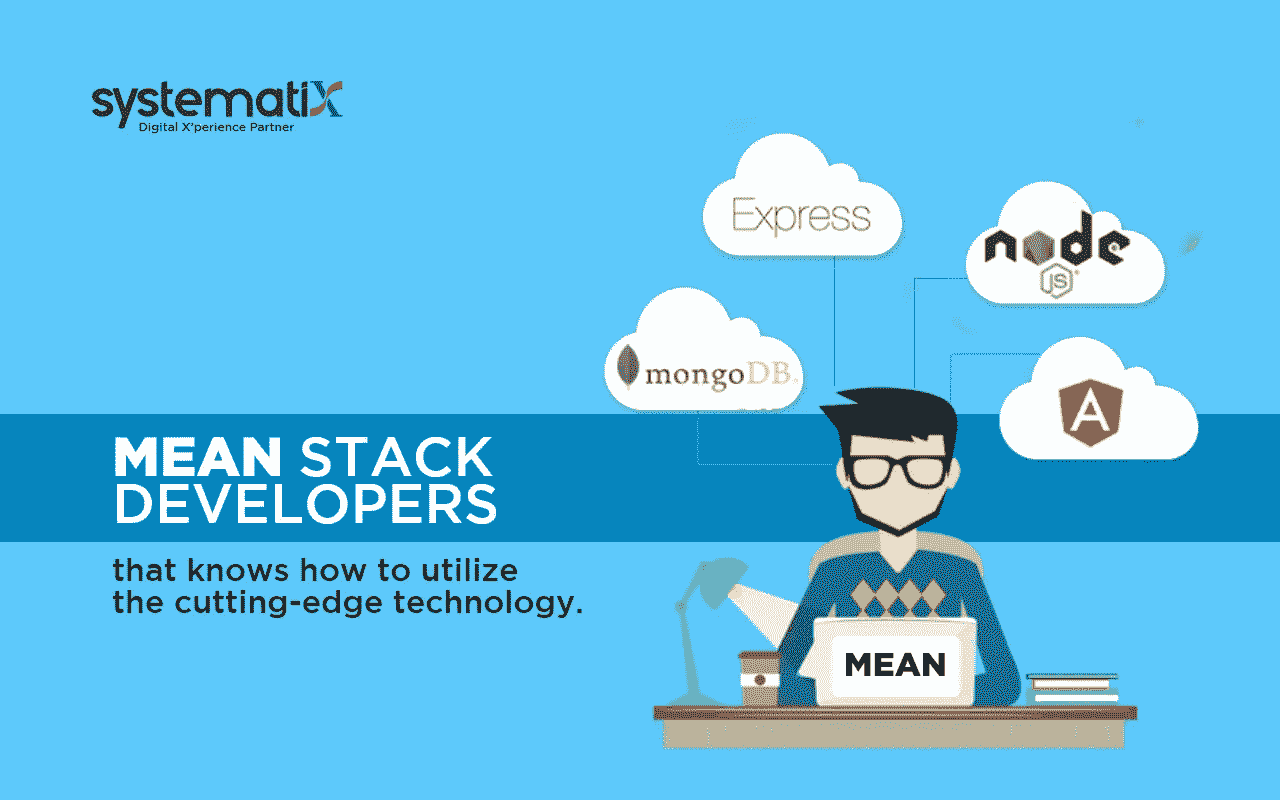 systematiX
Digital X'perience Partner
Express
node
JS
mongoDB
A
MEAN STACK
DEVELOPERS
that knows how to utilize
the cutting-edge technology.
MEAN